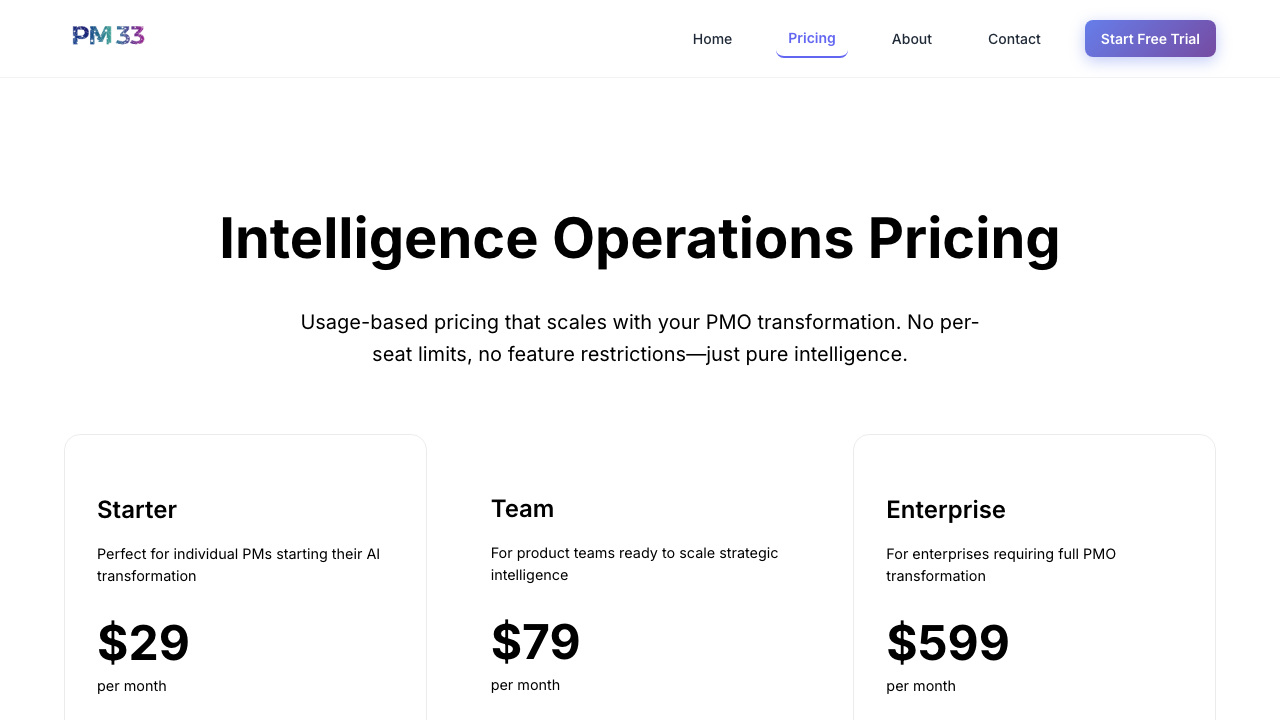 PM33
Home
Pricing
About
Contact
Start Free Trial
Intelligence Operations Pricing
Usage-based pricing that scales with your PMO transformation. No per-
seat limits, no feature restrictions—just pure intelligence.
Starter
Perfect for individual PMs starting their AI
transformation
$29
per month
Team
For product teams ready to scale strategic
intelligence
$79
per month
Enterprise
For enterprises requiring full PMO
transformation
$599
per month